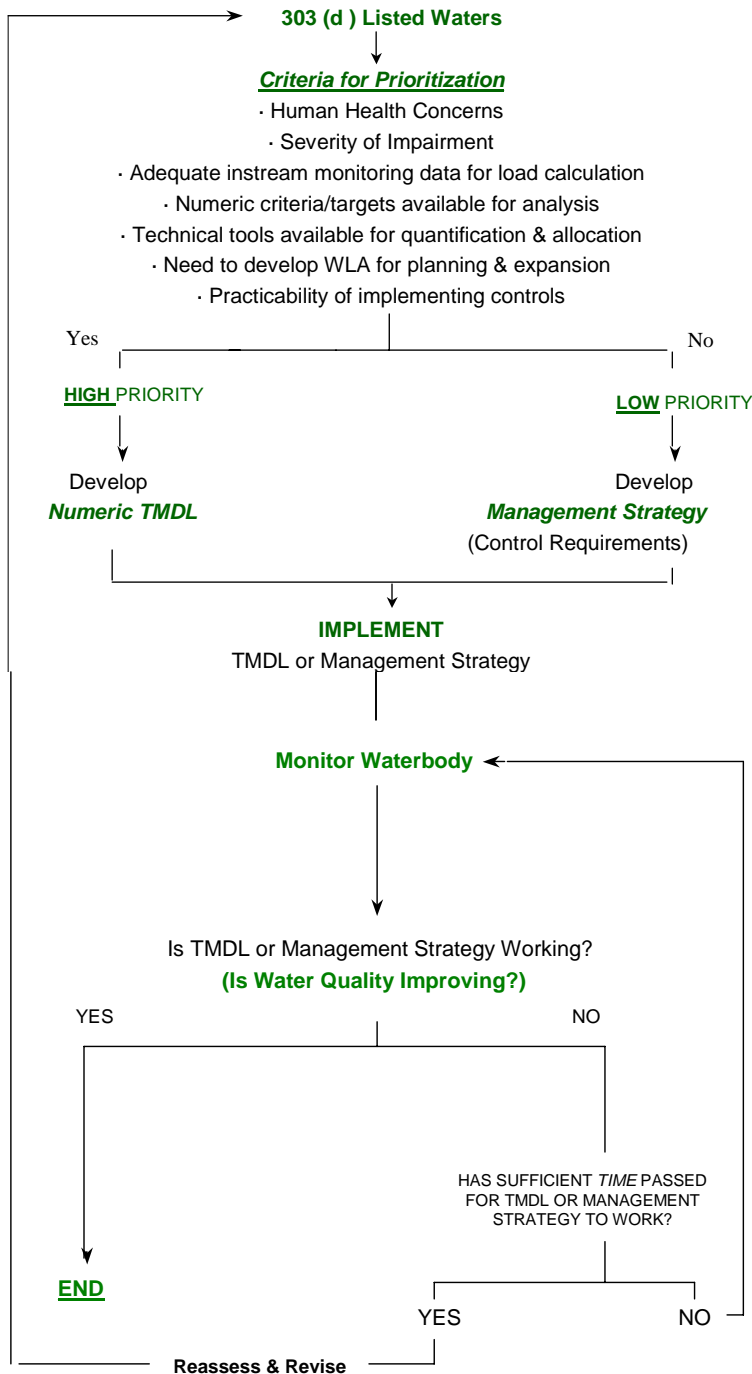 303 (d ) Listed Waters
Criteria for Prioritization
· Human Health Concerns
· Severity of Impairment
· Adequate instream monitoring data for load calculation
· Numeric criteria/targets available for analysis
· Technical tools available for quantification & allocation
· Need to develop WLA for planning & expansion
· Practicability of implementing controls
Yes
No
HIGH PRIORITY
LOW PRIORITY
Develop
Numeric TMDL
Develop
Management Strategy
(Control Requirements)
IMPLEMENT
TMDL or Management Strategy
Monitor Waterbody
Is TMDL or Management Strategy Working?
(Is Water Quality Improving?)
YES
NO
HAS SUFFICIENT TIME PASSED
FOR TMDL OR MANAGEMENT
STRATEGY TO WORK?
END
YES
NO
Reassess & Revise